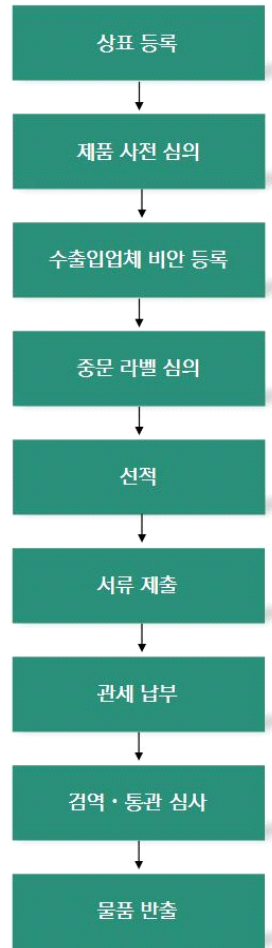 상표 등록
제품 사전 심의
수출입업체 비안 등록
중문 라벨 심의
선적
서류 제출
관세 납부
검역・통관 심사
물품 반출